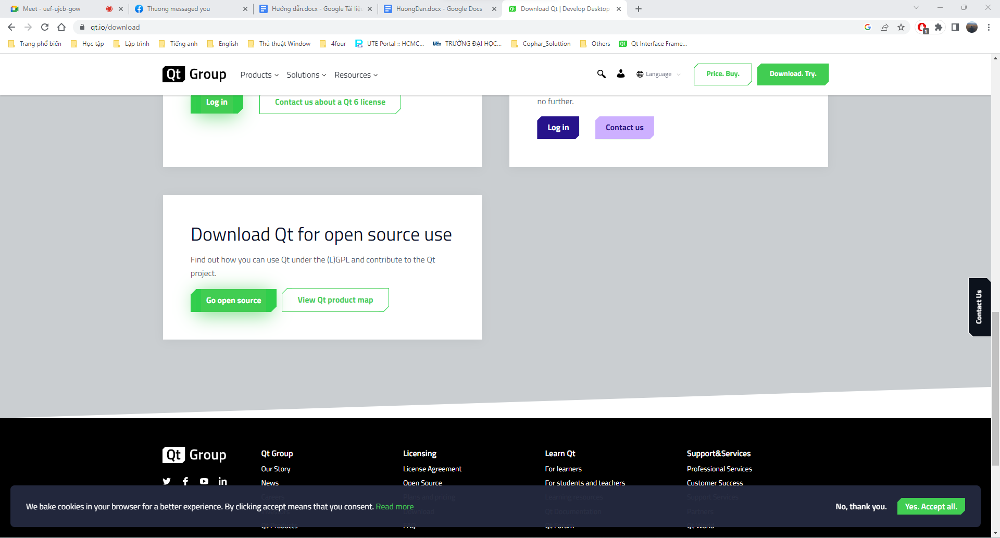 Meet - uef-ujcb-gow
Thuong messaged you
Hướng dẫn.docx - Google Tài liệu
HuongDan.docx - Google Docs
Download Qt | Develop Desktop
qt.io/download
1
Trang phổ biến
Học tập
Lập trình
Tiếng anh
English
Thủ thuật Window
4four
UTE Portal :: HCMC...
TRƯỜNG ĐẠI HỌC...
Cophar_Soluttion
Others
Qt Interface Frame...
Qt Group
Products
Solutions
Resources
Language
Price. Buy.
Download. Try.
Log in
Contact us about a Qt 6 license
no further.
Log in
Contact us
Download Qt for open source use
Find out how you can use Qt under the (L)GPL and contribute to the Qt
project.
Go open source
View Qt product map
Contact Us
Qt Group
Qt Group
Our Story
News
Careers
Qt Products
Licensing
License Agreement
Open Source
Plans and pricing
Download
FAQ
Learn Qt
For learners
For students and teachers
Learning resources
Qt Documentation
Qt Forum
Support&Services
Professional Services
Customer Success
Support Services
Partners
Qt World
We bake cookies in your browser for a better experience. By clicking accept means that you consent. Read more
No, thank you.
Yes. Accept all.